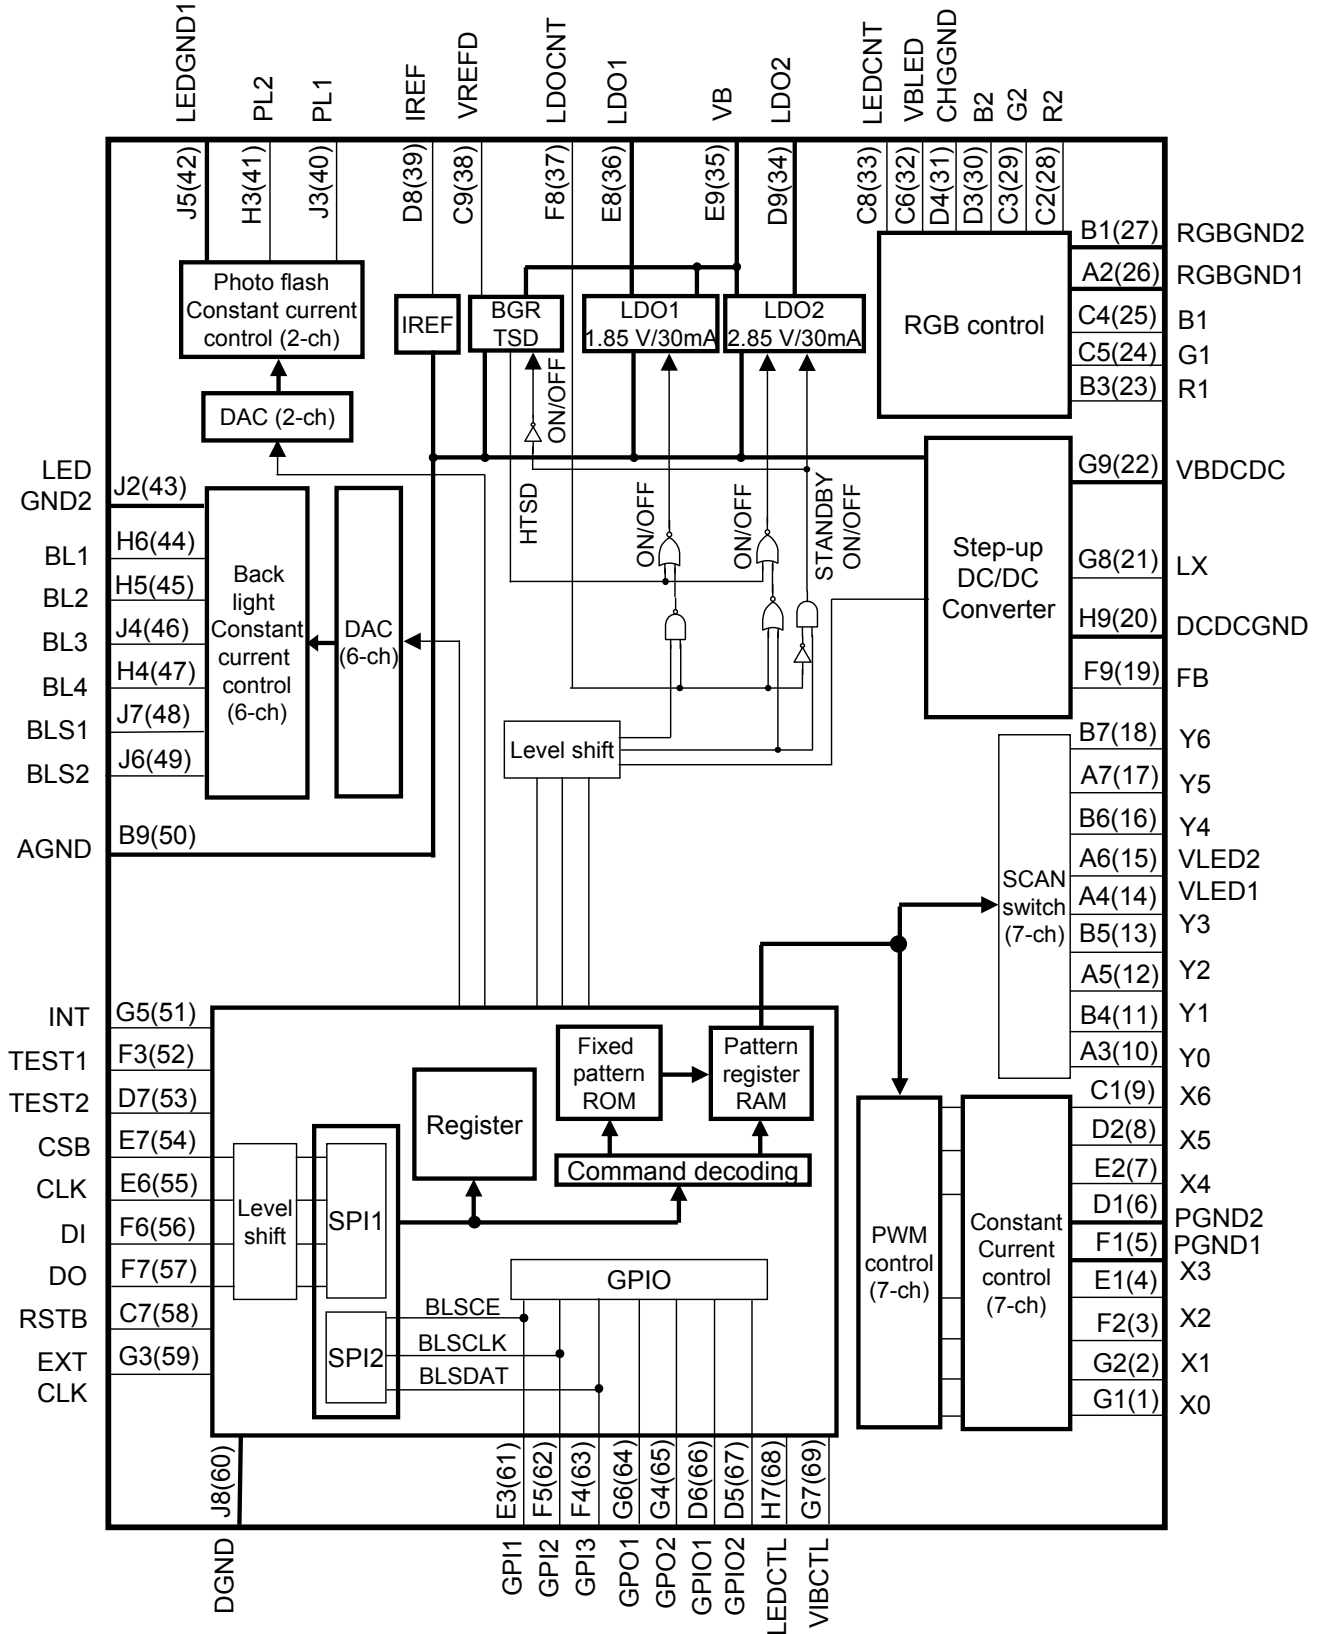 LEDGND1
PL2
PL1
IREF
VREFD
LDOCNT
LDO1
VB
LDO2
LEDCNT
VBLED
CHGGND
B2
G2
R2
J5(42)
H3(41)
J3(40)
D8(39)
C9(38)
F8(37)
E8(36)
E9(35)
D9(34)
C8(33)
C6(32)
D4(31)
D3(30)
C3(29)
C2(28)
B1(27) RGBGND2
A2(26) RGBGND1
C4(25) B1
C5(24) G1
B3(23) R1
Photo flash
Constant current
control (2-ch)
DAC (2-ch)
IREF
BGR
TSD
LDO1
1.85 V/30mA
LDO2
2.85 V/30mA
RGB control
ON/OFF
HTSD
ON/OFF
ON/OFF
STANDBY
ON/OFF
Step-up
DC/DC
Converter
G9(22) VBDCDC
G8(21) LX
H9(20) DCDCGND
F9(19) FB
LED
GND2
J2(43)
BL1 H6(44)
BL2 H5(45)
BL3 J4(46)
BL4 H4(47)
BLS1 J7(48)
BLS2 J6(49)
AGND B9(50)
Back
light
Constant
current
control
(6-ch)
DAC
(6-ch)
Level shift
SCAN
switch
(7-ch)
B7(18) Y6
A7(17) Y5
B6(16) Y4
A6(15) VLED2
A4(14) VLED1
B5(13) Y3
A5(12) Y2
B4(11) Y1
A3(10) Y0
C1(9) X6
D2(8) X5
E2(7) X4
D1(6) PGND2
F1(5) PGND1
E1(4) X3
F2(3) X2
G2(2) X1
G1(1) X0
INT G5(51)
TEST1 F3(52)
TEST2 D7(53)
CSB E7(54)
CLK E6(55)
DI F6(56)
DO F7(57)
RSTB C7(58)
EXT
CLK
G3(59)
Level
shift
SPI1
SPI2
Register
Fixed
pattern
ROM
Pattern
register
RAM
Command decoding
GPIO
BLSCE
BLSCLK
BLSDAT
PWM
control
(7-ch)
Constant
Current
control
(7-ch)
J8(60)
E3(61)
F5(62)
F4(63)
G6(64)
G4(65)
D6(66)
D5(67)
H7(68)
G7(69)
DGND
GPI1
GPI2
GPI3
GPO1
GPO2
GPIO1
GPIO2
LEDCTL
VIBCTL